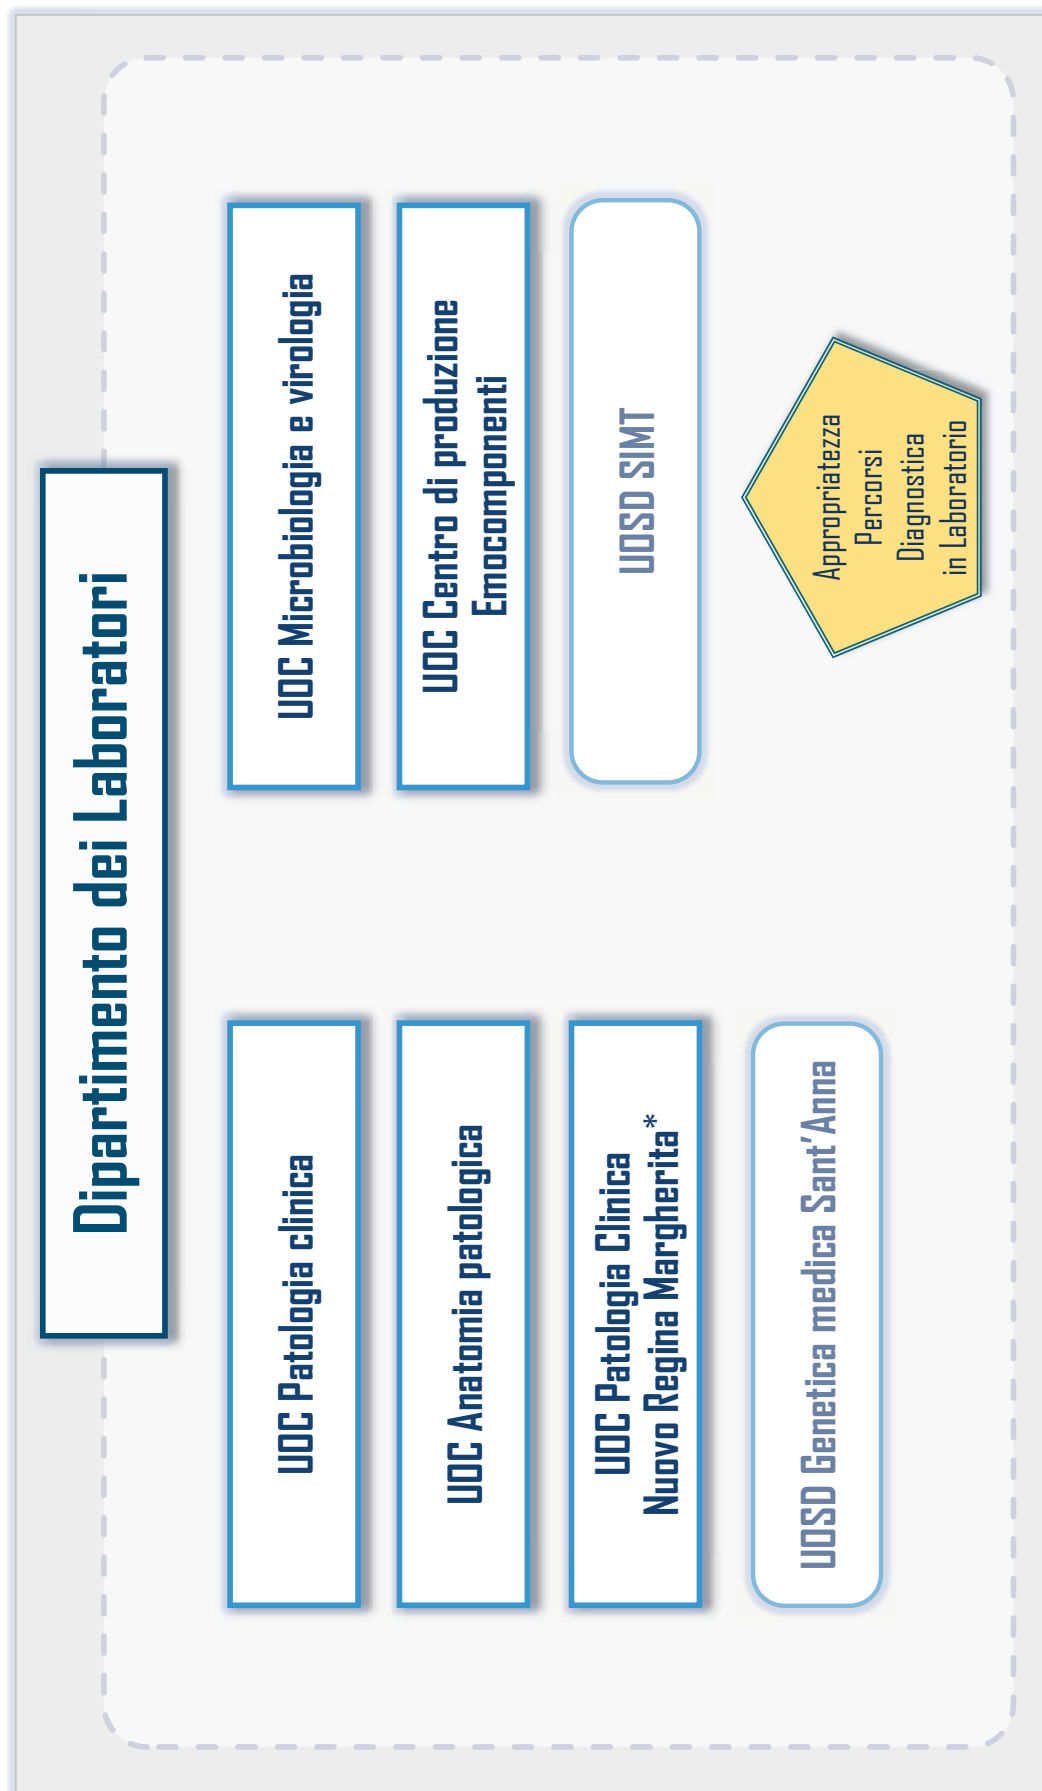 Dipartimento dei Laboratori
UOC Patologia clinica
UOC Anatomia patologica
UOC Patologia Clinica
Nuovo Regina Margherita*
UOSD Genetica medica Sant'Anna
UOC Microbiologia e virologia
UOC Centro di produzione
Emocomponenti
UOSD SIMT
Appropriatezza
Percorsi
Diagnostica
in Laboratorio